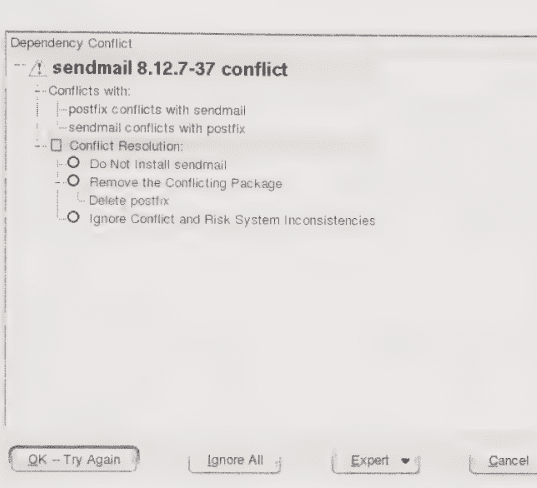 Dependency Conflict
sendmail 8.12.7-37 conflict
Conflicts with:
postfix conflicts with sendmail
sendmail conflicts with postfix
Conflict Resolution:
Do Not Install sendmail
Remove the Conflicting Package
Delete postfix
Ignore Conflict and Risk System Inconsistencies
OK -- Try Again
Ignore All
Expert
Cancel